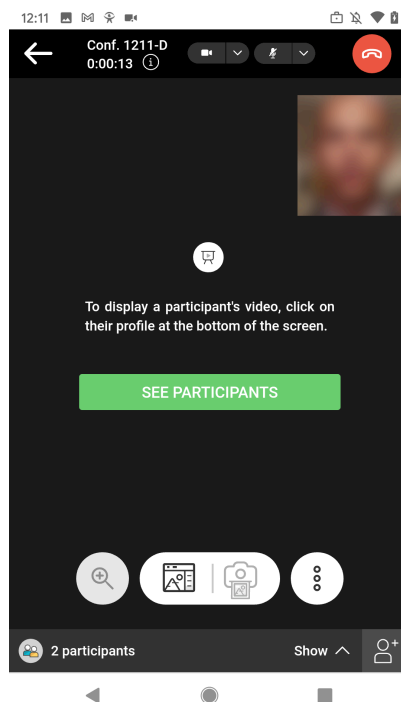 12:11
Conf. 1211-D
0:00:13
To display a participant's video, click on
their profile at the bottom of the screen.
SEE PARTICIPANTS
2 participants
Show